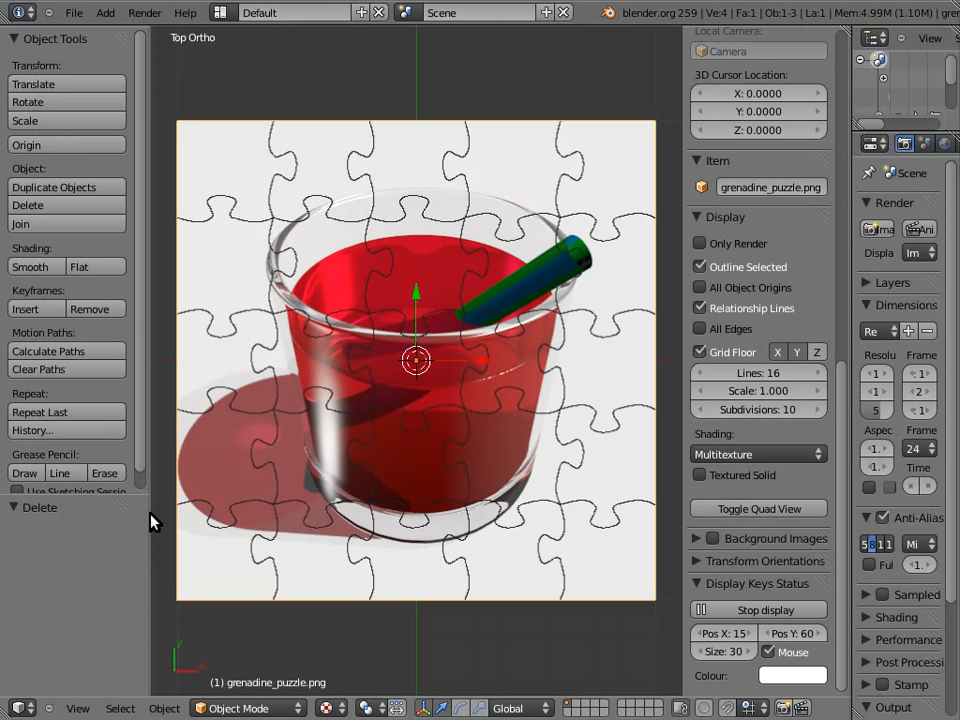 File Add Render Help Default Scene blender.org 259 | Ve:4 | Fa:1 | Ob:1-3 | La:1 | Mem:4.99M (1.10M) | gre
Object Tools
Transform:
Translate
Rotate
Scale
Origin
Object:
Duplicate Objects
Delete
Join
Shading:
Smooth Flat
Keyframes:
Insert Remove
Motion Paths:
Calculate Paths
Clear Paths
Repeat:
Repeat Last
History...
Grease Pencil:
Draw Line Erase
Use Sketching Sessio
Delete
Top Ortho
y
x
(1) grenadine_puzzle.png
View Select Object Object Mode Global
Local Camera:
Camera
3D Cursor Location:
X: 0.0000
Y: 0.0000
Z: 0.0000
Item
grenadine_puzzle.png
Display
Only Render
Outline Selected
All Object Origins
Relationship Lines
All Edges
Grid Floor X Y Z
Lines: 16
Scale: 1.000
Subdivisions: 10
Shading:
Multitexture
Textured Solid
Toggle Quad View
Background Images
Transform Orientations
Display Keys Status
Stop display
Pos X: 15 Pos Y: 60
Size: 30 Mouse
Colour:
View
Scene
Render
Ima Ani
Displa Im
Layers
Dimensions
Re
Resolu Frame
1 : 1
1 2
5 : 1
Aspec Frame
1. 24
1. Time
Anti-Alias
5 8 1 1 Mi
Ful 1.
Sampled
Shading
Performance
Post Processi
Stamp
Output